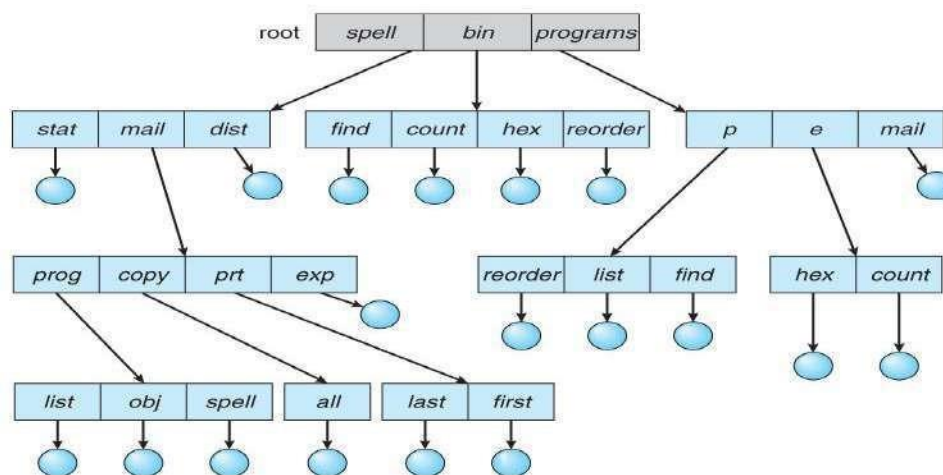 root spell bin programs
stat mail dist find count hex reorder p e mail
prog copy prt exp reorder list find hex count
list obj spell all last first